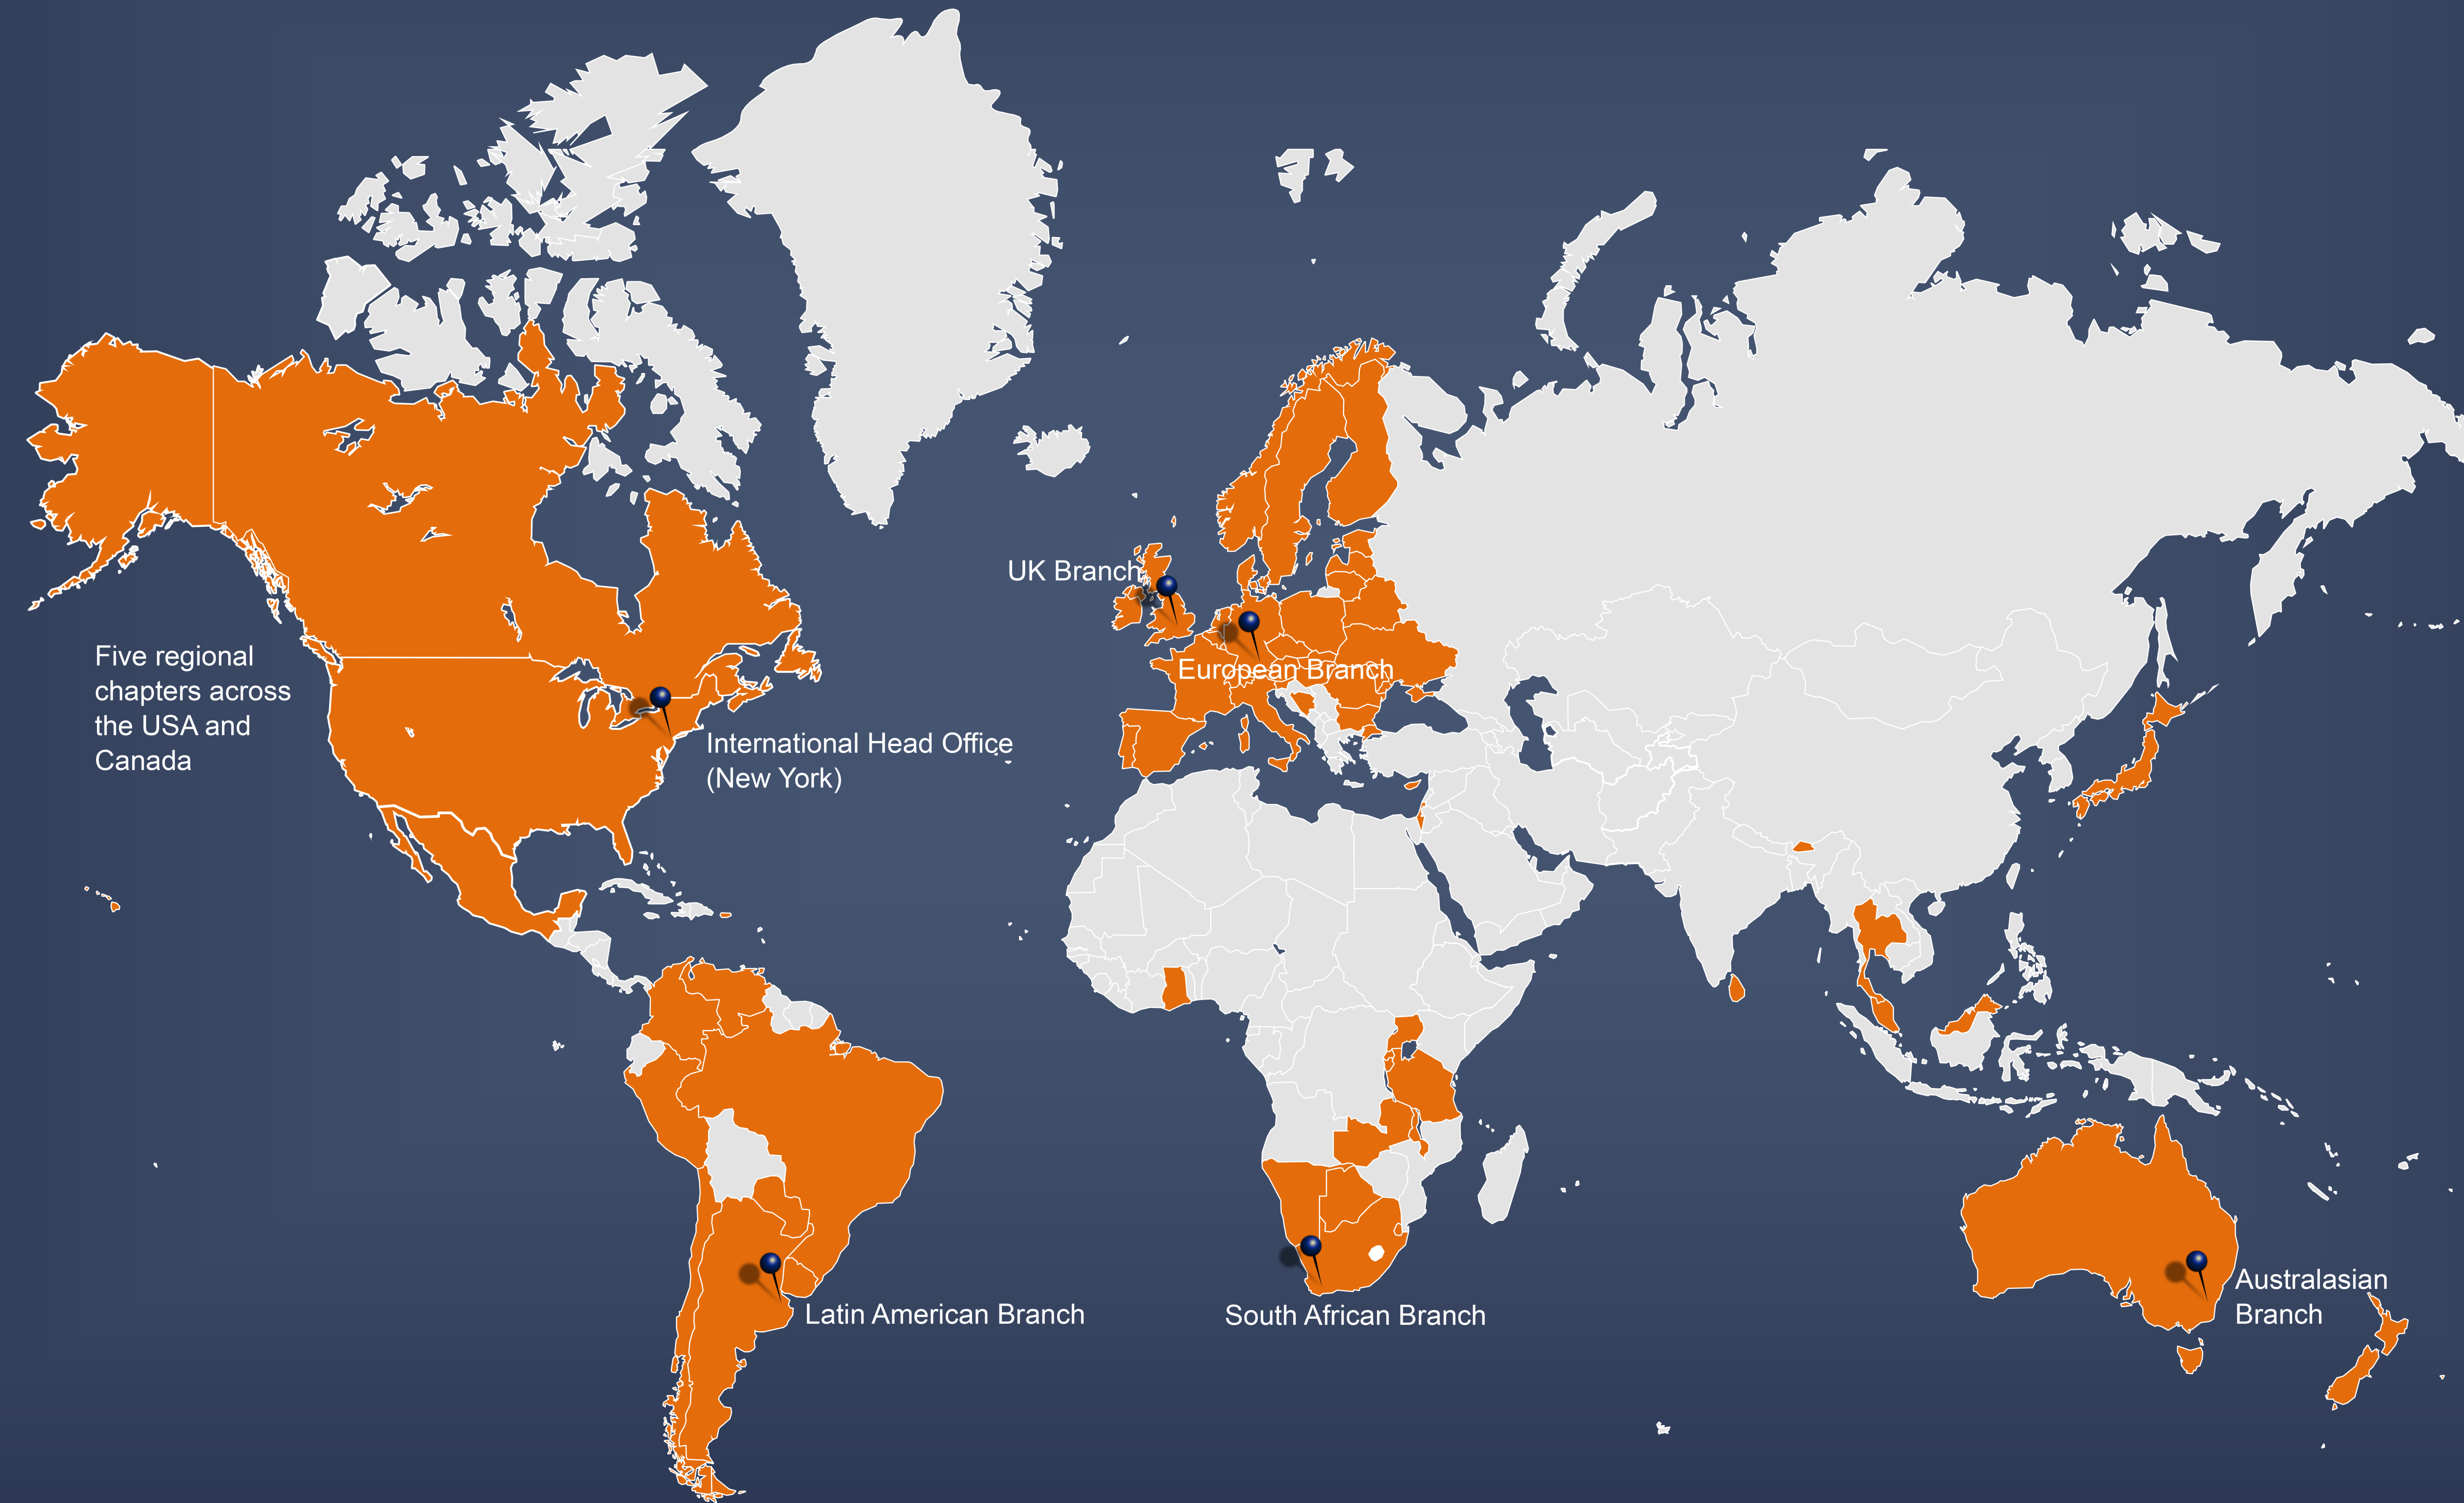 UK Branch
Five regional
chapters across
the USA and
Canada
European Branch
International Head Office
(New York)
Latin American Branch
South African Branch
Australasian
Branch